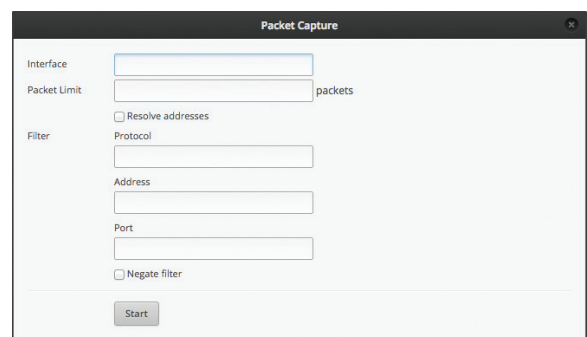 Packet Capture
Interface
Packet Limit packets
Resolve addresses
Filter Protocol
Address
Port
Negate filter
Start